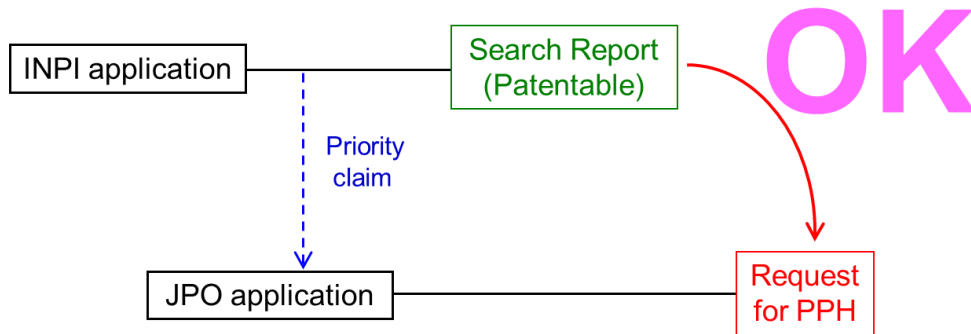 INPI application
Search Report
(Patentable)
OK
Priority
claim
JPO application
Request
for PPH